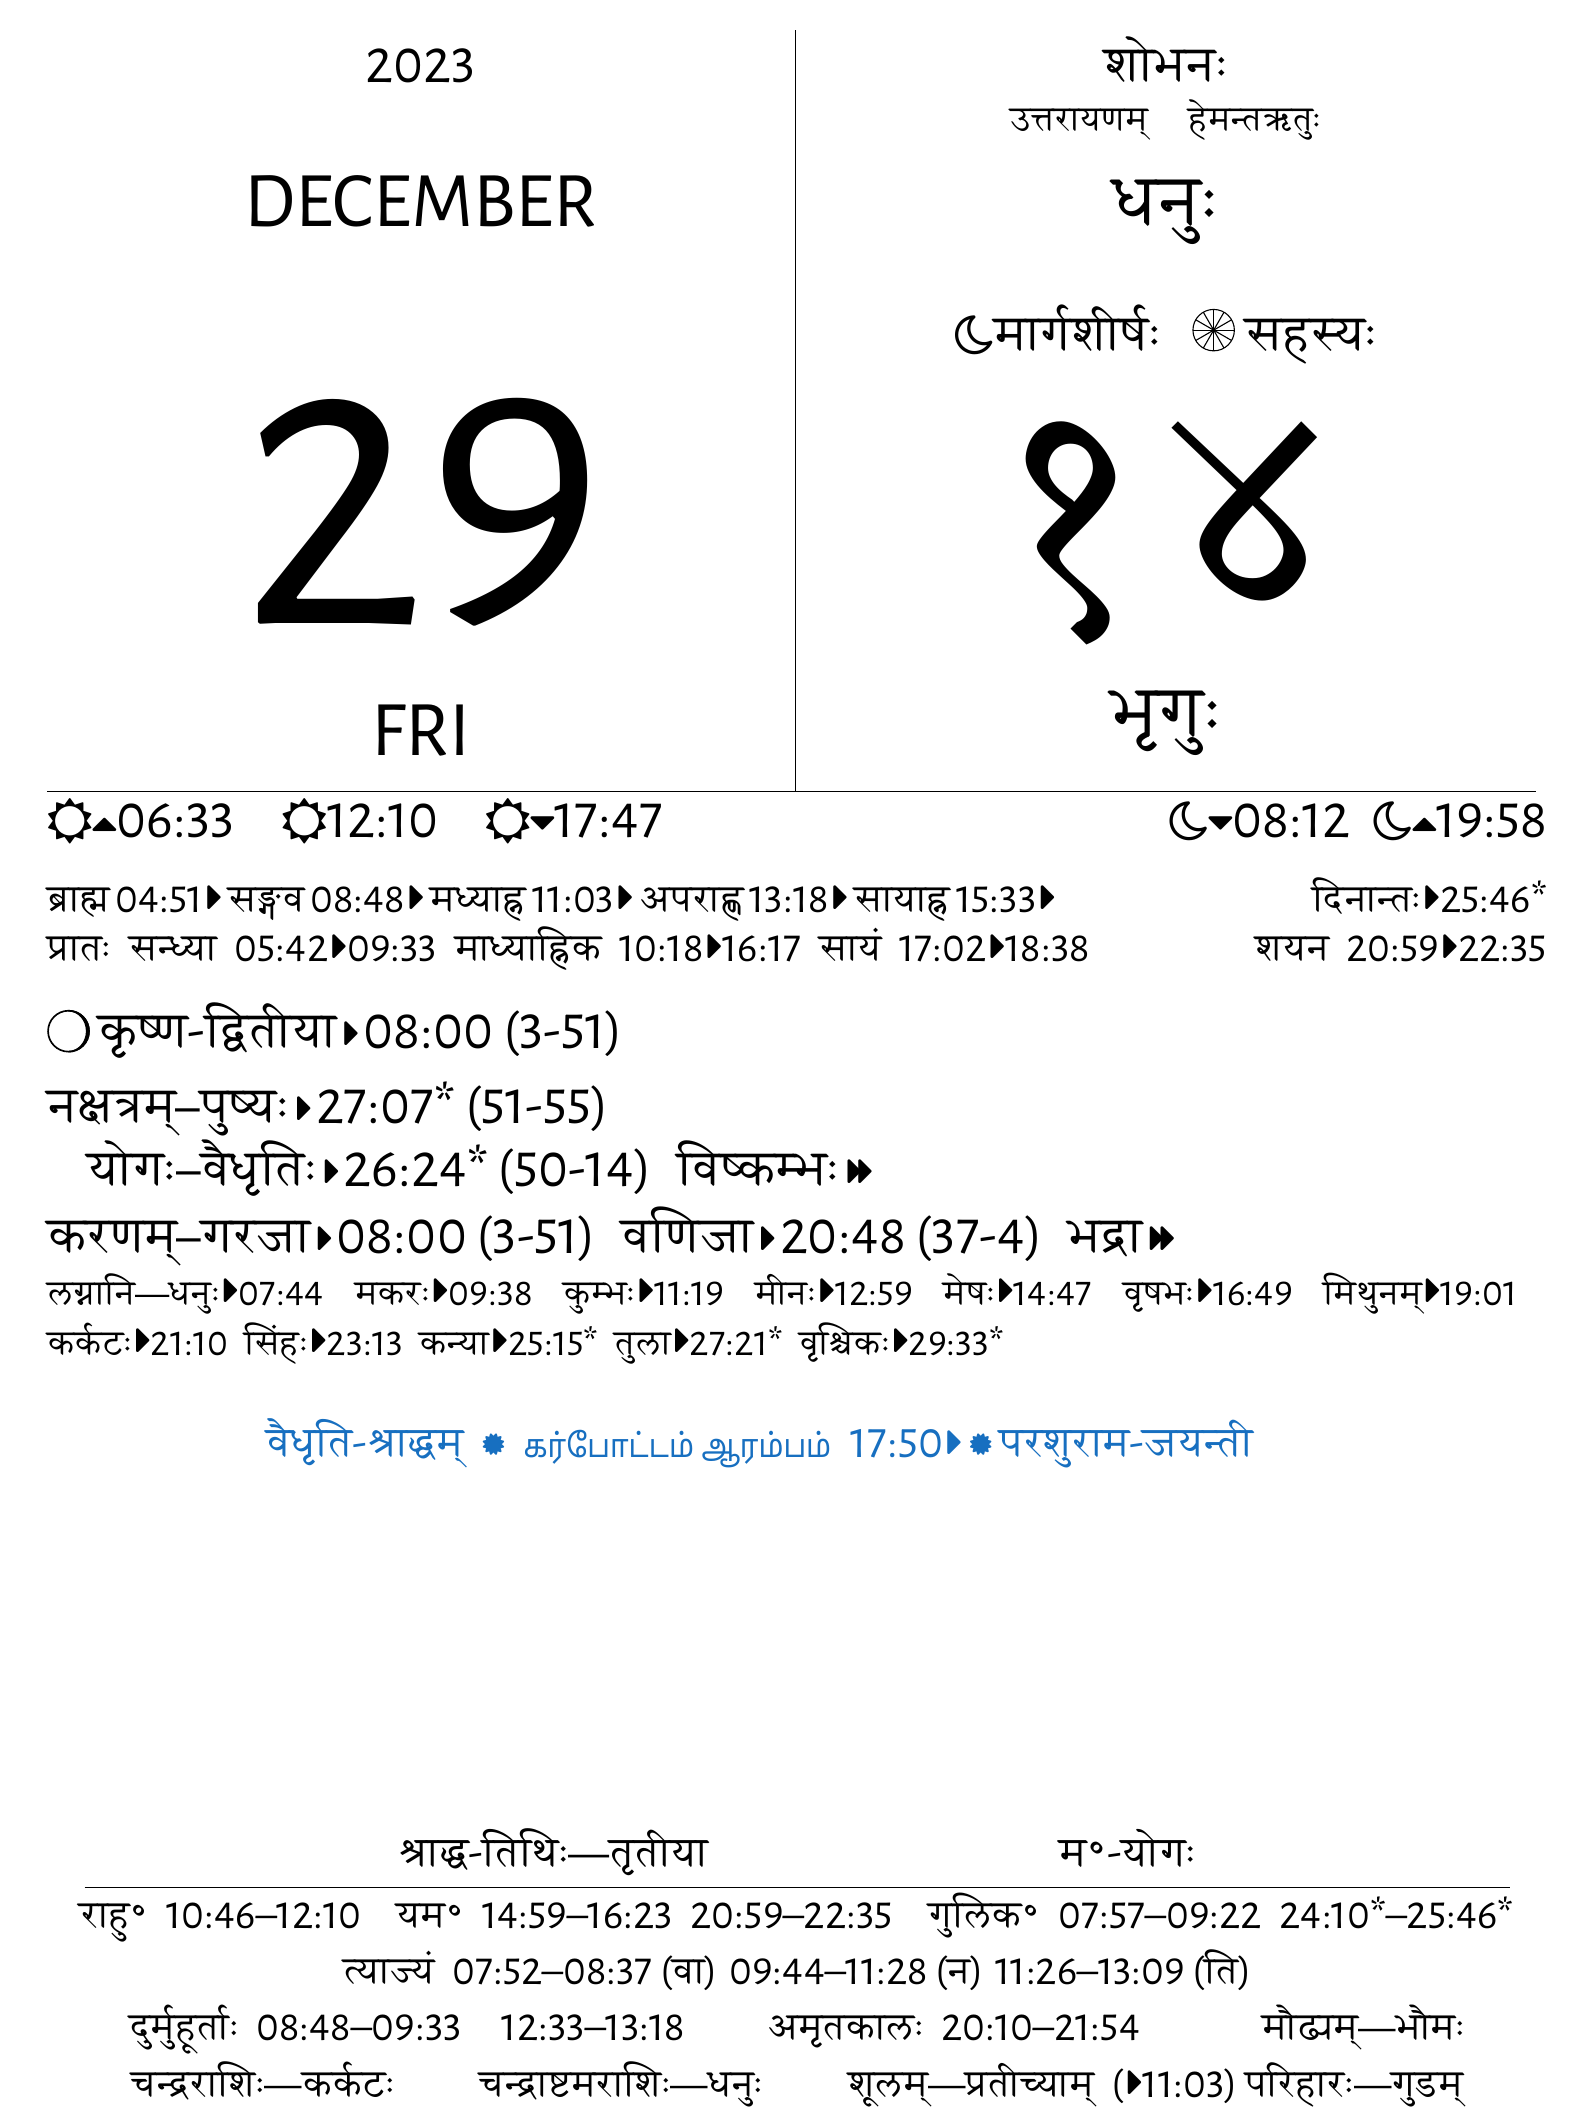 2023
DECEMBER
29
FRI
शोभनः
उत्तरायणम् हेमन्तऋतुः
धनुः
मार्गशीर्षः सहस्यः
१४
भृगुः
06:33 12:10 17:47 08:12 19:58
ब्राह्म 04:51 सङ्गव 08:48 मध्याह्न 11:03 अपराह्ण 13:18 सायाह्न 15:33 दिनान्तः 25:46*
प्रातः सन्ध्या 05:42 09:33 माध्याह्निक 10:18 16:17 सायं 17:02 18:38 शयन 20:59 22:35
कृष्ण-द्वितीया 08:00 (3-51)
नक्षत्रम्–पुष्यः 27:07* (51-55)
योगः–वैधृतिः 26:24* (50-14) विष्कम्भः
करणम्–गरजा 08:00 (3-51) वणिजा 20:48 (37-4) भद्रा
लग्नानि—धनुः 07:44 मकरः 09:38 कुम्भः 11:19 मीनः 12:59 मेषः 14:47 वृषभः 16:49 मिथुनम् 19:01
कर्कटः 21:10 सिंहः 23:13 कन्या 25:15* तुला 27:21* वृश्चिकः 29:33*
वैधृति-श्राद्धम् கர்போட்டம் ஆரம்பம் 17:50 परशुराम-जयन्ती
श्राद्ध-तिथिः—तृतीया म°-योगः
राहु° 10:46–12:10 यम° 14:59–16:23 20:59–22:35 गुलिक° 07:57–09:22 24:10*–25:46*
त्याज्यं 07:52–08:37 (वा) 09:44–11:28 (न) 11:26–13:09 (ति)
दुर्मुहूर्ताः 08:48–09:33 12:33–13:18 अमृतकालः 20:10–21:54 मौढ्यम्—भौमः
चन्द्रराशिः—कर्कटः चन्द्राष्टमराशिः—धनुः शूलम्—प्रतीच्याम् (11:03) परिहारः—गुडम्